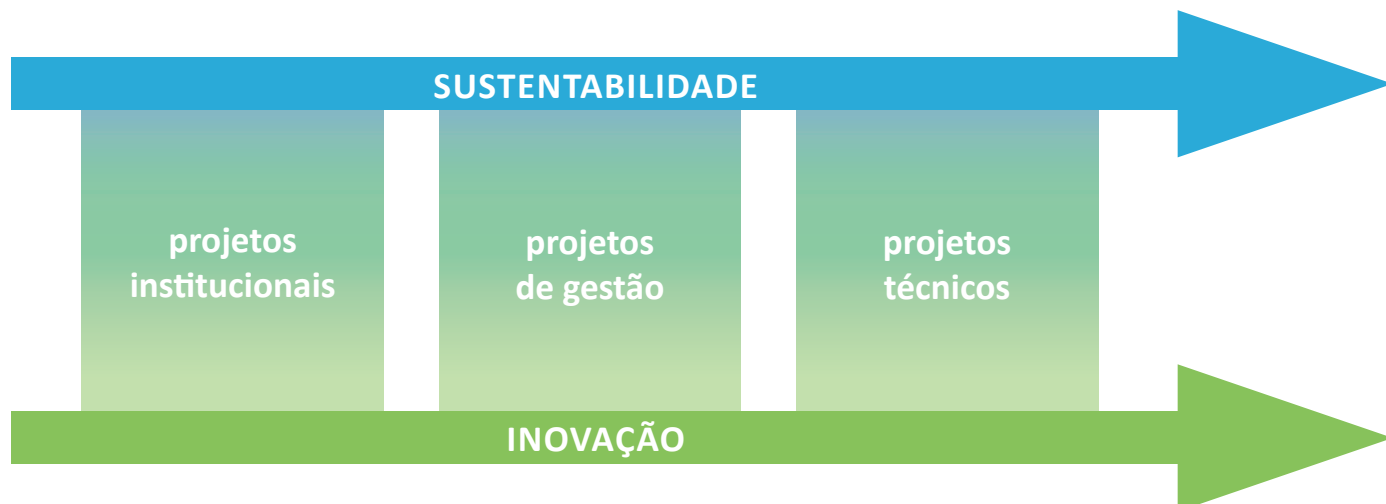 SUSTENTABILIDADE
projetos
institucionais
projetos
de gestão
projetos
técnicos
INOVAÇÃO